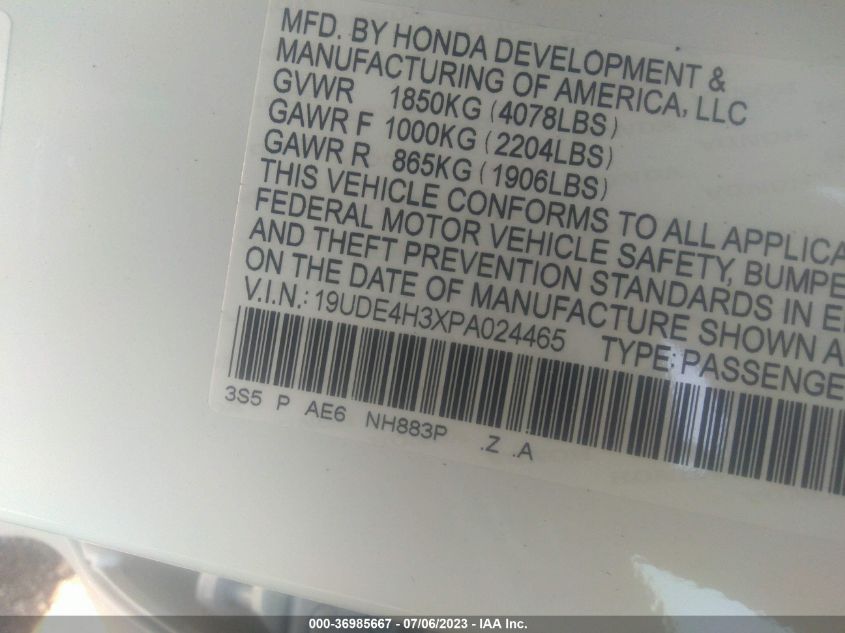 MFD. BY HONDA DEVELOPMENT &
MANUFACTURING OF AMERICA, LLC
GVWR 1850KG (4078LBS)
GAWR F 1000KG (2204LBS)
GAWR R 865KG (1906LBS)
THIS VEHICLE CONFORMS TO ALL APPLICA
FEDERAL MOTOR VEHICLE SAFETY, BUMPE
AND THEFT PREVENTION STANDARDS IN E
ON THE DATE OF MANUFACTURE SHOWN A
V.I.N.: 19UDE4H3XPA024465 TYPE: PASSENGE
3S5 P AE6 NH883P .Z .A
000-36985667 - 07/06/2023 - IAA Inc.